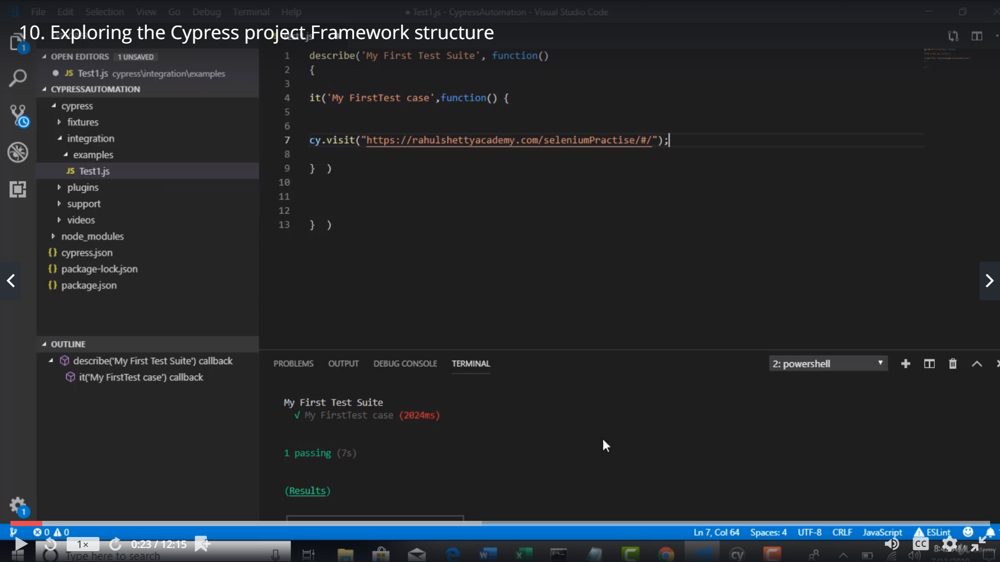 File Edit Selection View Go Debug Terminal Help
● Test1.js - CypressAutomation - Visual Studio Code
10. Exploring the Cypress project Framework structure
1
OPEN EDITORS 1 UNSAVED
JS Test1.js cypress\integration\examples
CYPRESSAUTOMATION
cypress
fixtures
integration
examples
JS Test1.js
plugins
support
videos
node_modules
{} cypress.json
{} package-lock.json
{} package.json
OUTLINE
describe('My First Test Suite') callback
it('My FirstTest case') callback
1
1 describe('My First Test Suite', function()
2 {
3
4 it('My FirstTest case',function() {
5
6
7 cy.visit("https://rahulshettyacademy.com/seleniumPractise/#/");
8
9 } )
10
11
12
13 } )
PROBLEMS OUTPUT DEBUG CONSOLE TERMINAL
2: powershell
My First Test Suite
√ My FirstTest case (2024ms)
1 passing (7s)
(Results)
0 0
Ln 7, Col 64 Spaces: 4 UTF-8 CRLF JavaScript ESLint
1× 0:23 / 12:15
CC
Type here to search